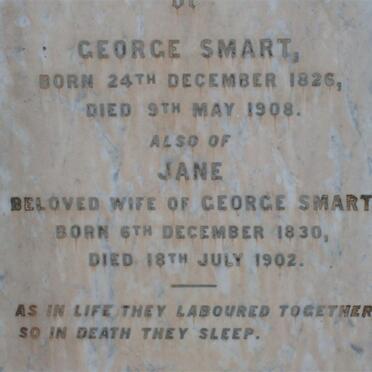 OF
GEORGE SMART,
BORN 24TH DECEMBER 1826,
DIED 9TH MAY 1908.
ALSO OF
JANE
BELOVED WIFE OF GEORGE SMART
BORN 6TH DECEMBER 1830,
DIED 18TH JULY 1902.
AS IN LIFE THEY LABOURED TOGETHER
SO IN DEATH THEY SLEEP.